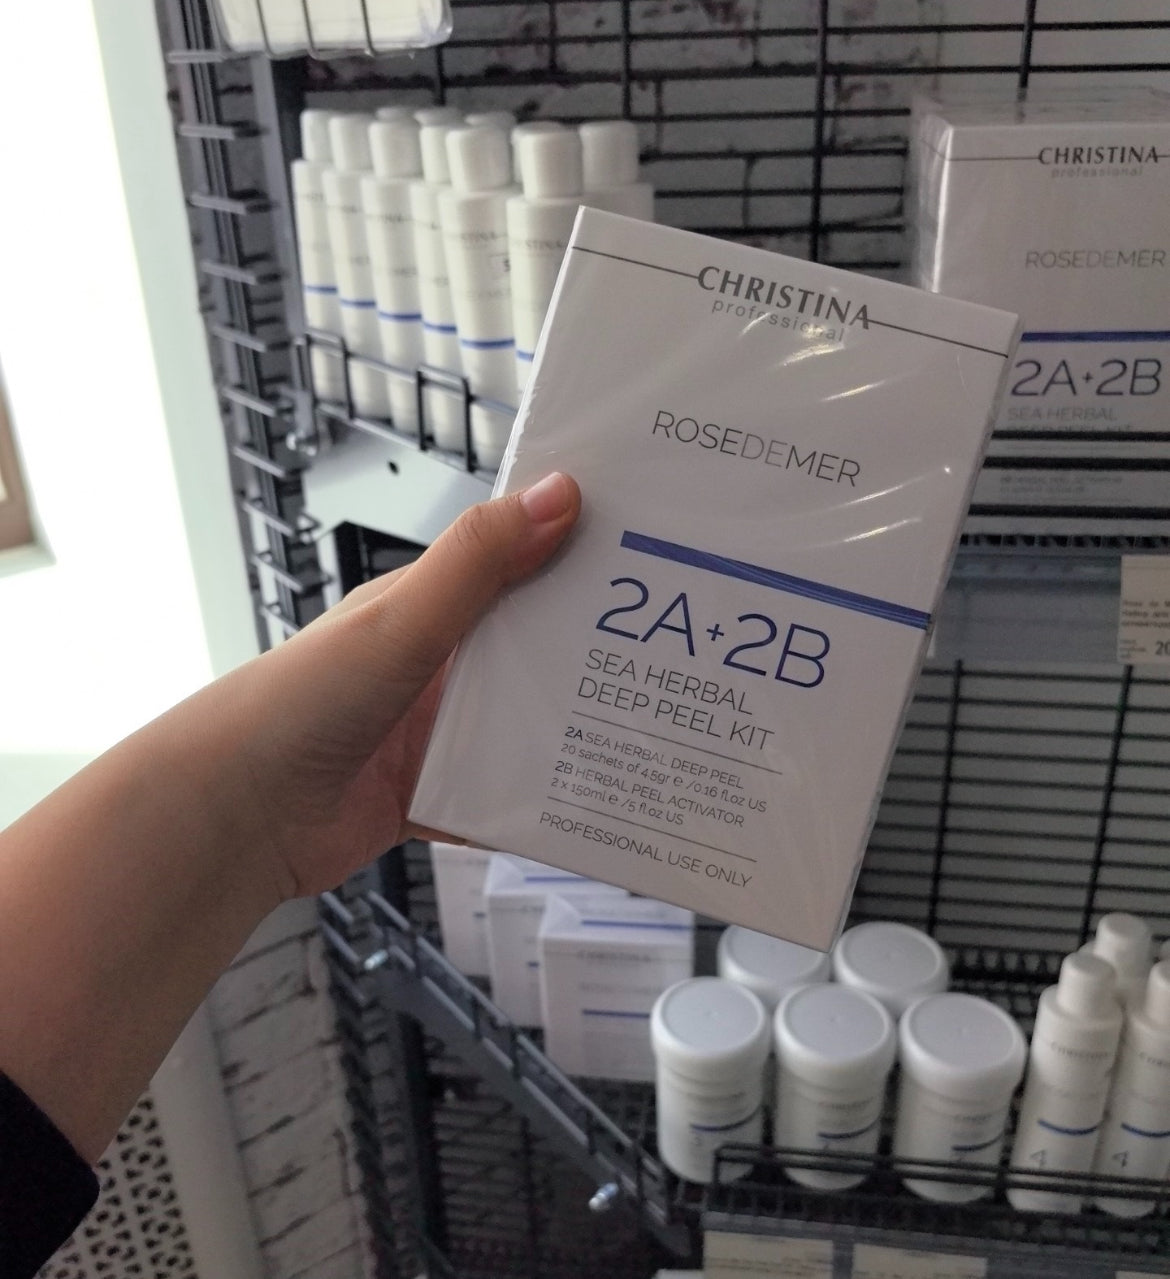 CHRISTINA
professional
ROSEDEMER
2A+2B
SEA HERBAL
DEEP PEEL KIT
2A SEA HERBAL DEEP PEEL
20 sachets of 4.5gr e /0.16 fl.oz US
2B HERBAL PEEL ACTIVATOR
2 x 150ml e /5 fl.oz US
PROFESSIONAL USE ONLY
CHRISTINA
professional
ROSEDEMER
2A+2B
SEA HERBAL